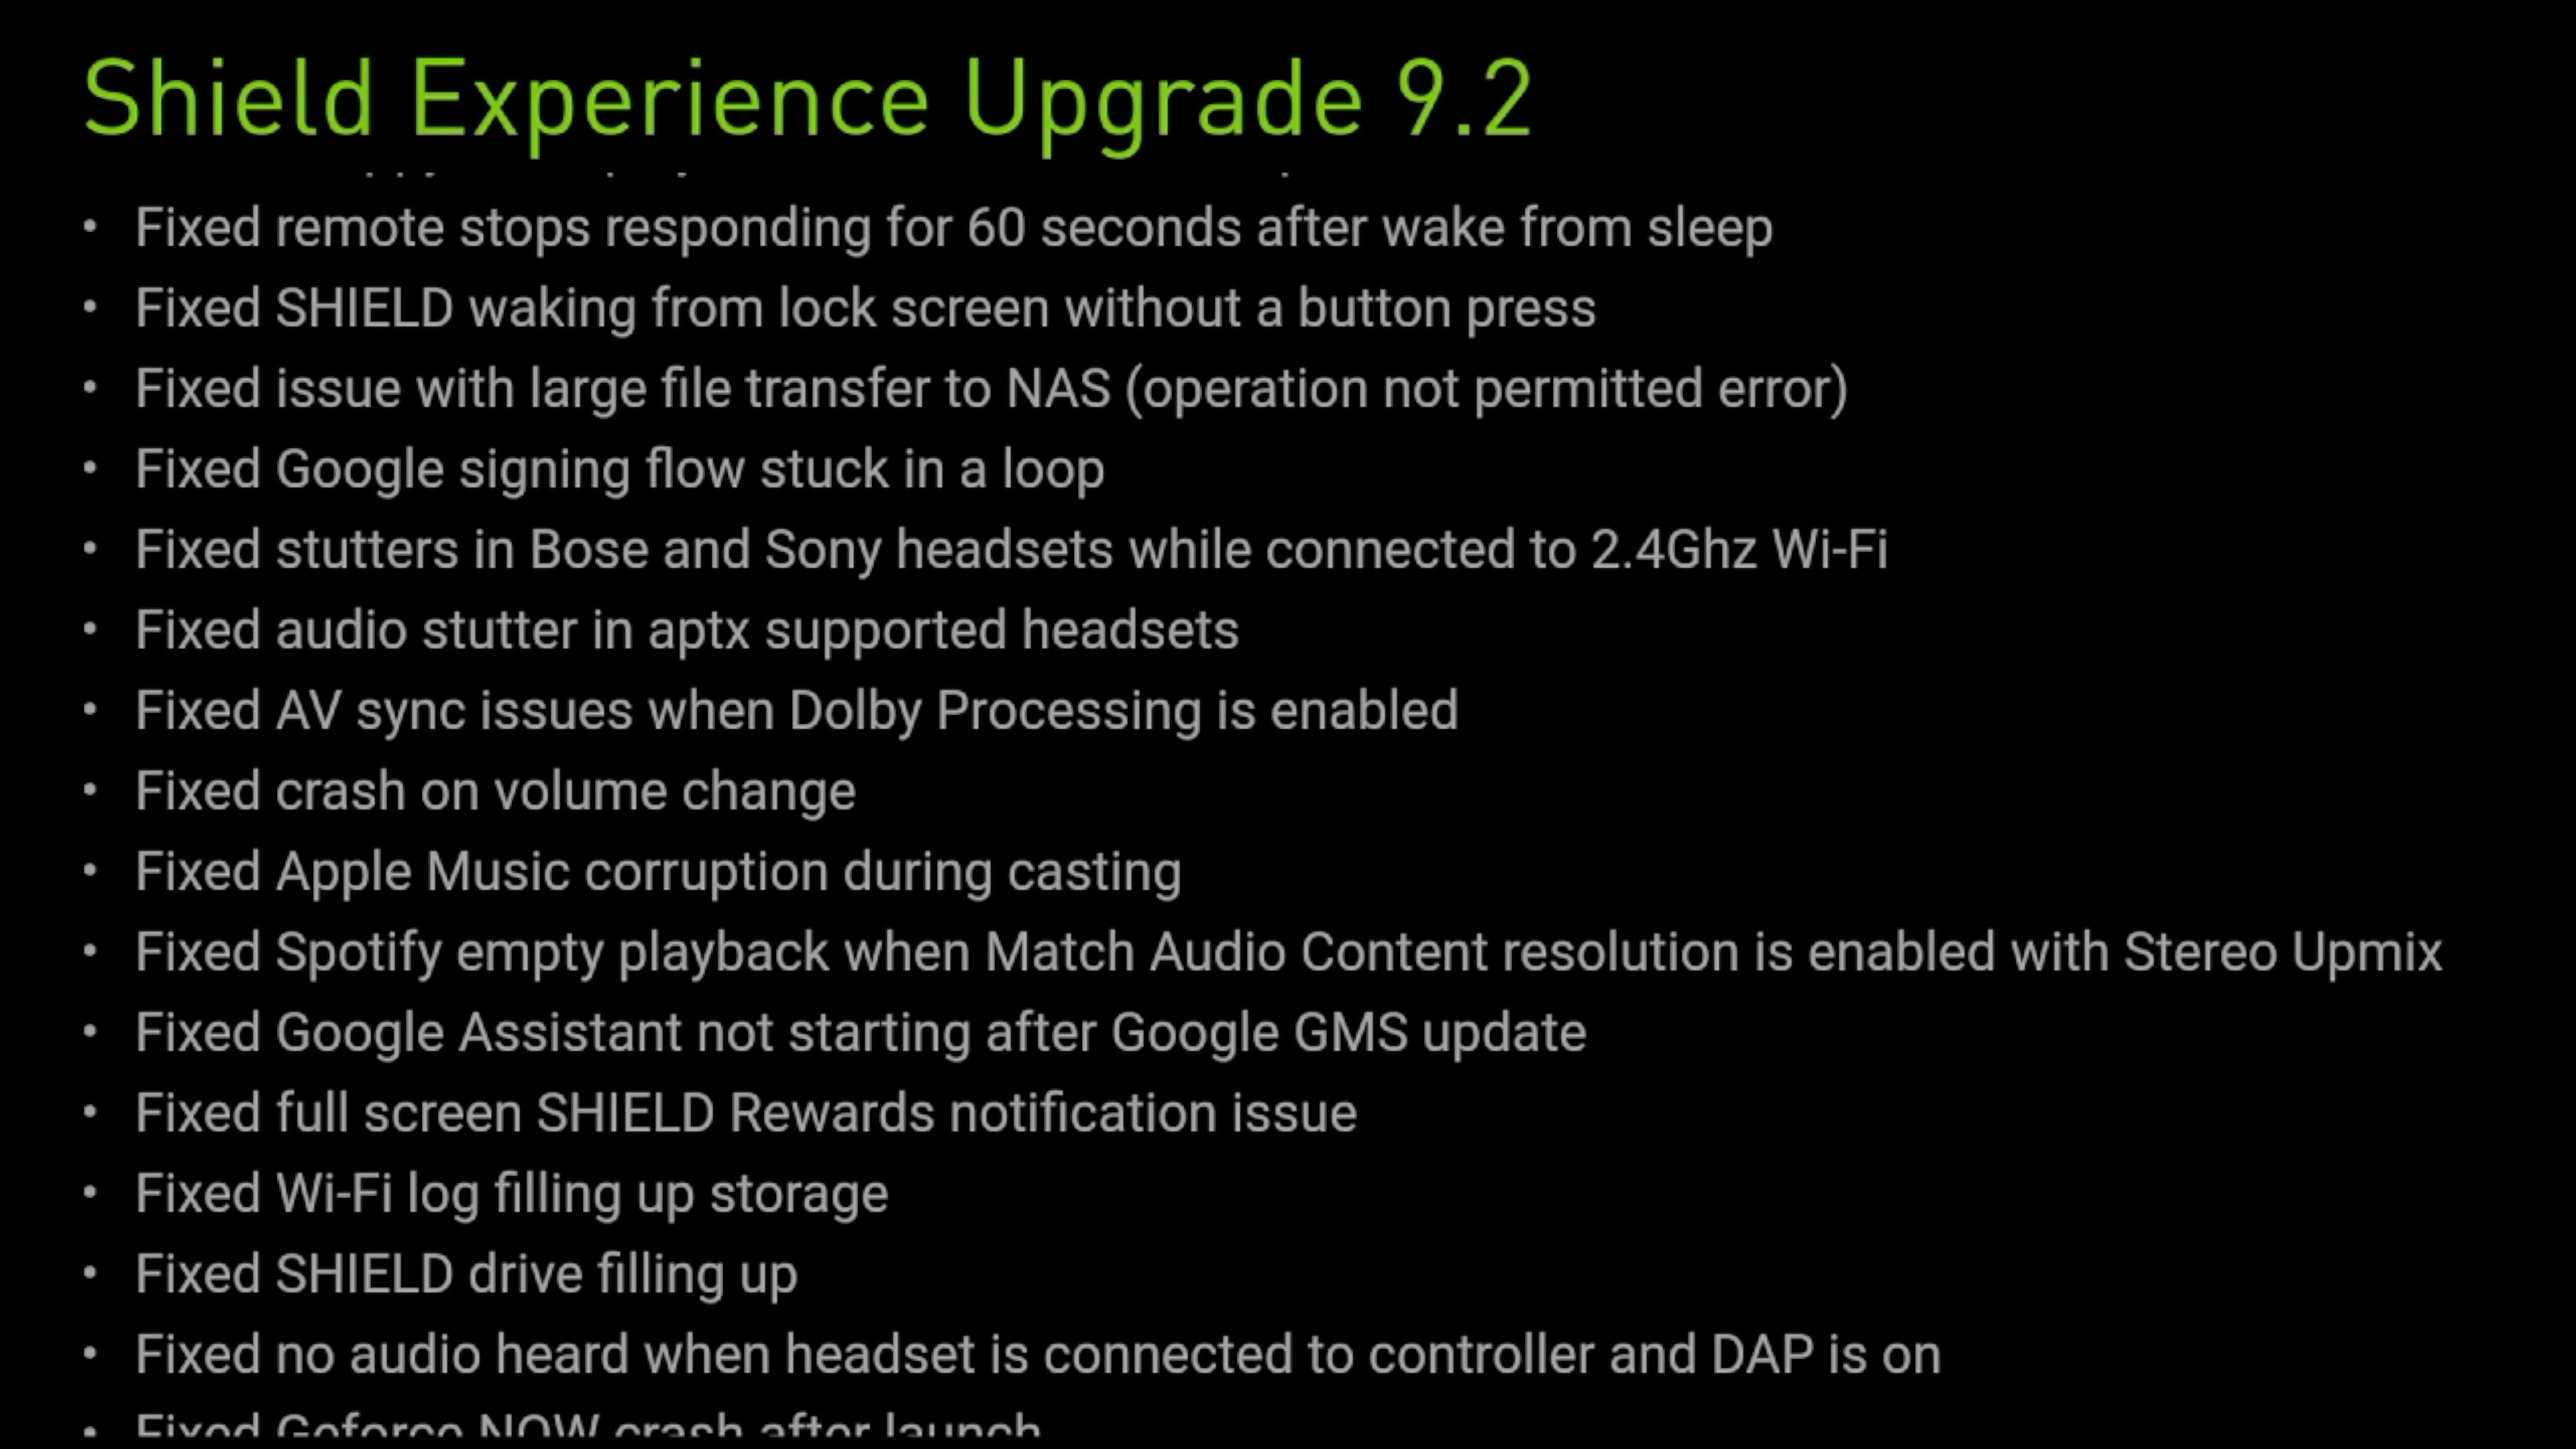 Shield Experience Upgrade 9.2
• Fixed remote stops responding for 60 seconds after wake from sleep
• Fixed SHIELD waking from lock screen without a button press
• Fixed issue with large file transfer to NAS (operation not permitted error)
• Fixed Google signing flow stuck in a loop
• Fixed stutters in Bose and Sony headsets while connected to 2.4Ghz Wi-Fi
• Fixed audio stutter in aptx supported headsets
• Fixed AV sync issues when Dolby Processing is enabled
• Fixed crash on volume change
• Fixed Apple Music corruption during casting
• Fixed Spotify empty playback when Match Audio Content resolution is enabled with Stereo Upmix
• Fixed Google Assistant not starting after Google GMS update
• Fixed full screen SHIELD Rewards notification issue
• Fixed Wi-Fi log filling up storage
• Fixed SHIELD drive filling up
• Fixed no audio heard when headset is connected to controller and DAP is on
• Fixed Geforce NOW crash after launch